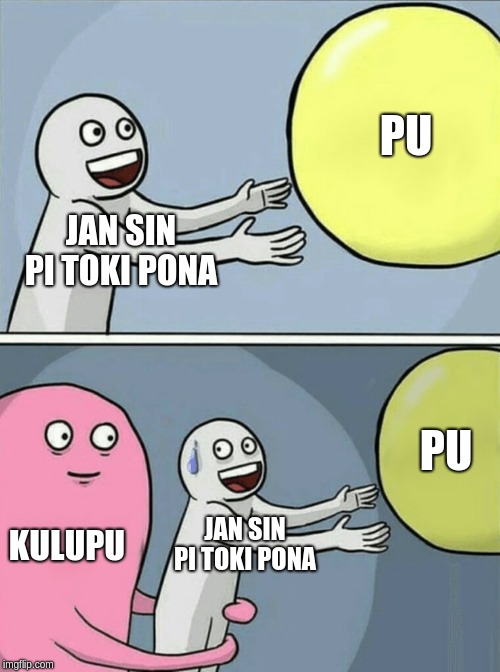 PU
JAN SIN
PI TOKI PONA
PU
KULUPU
JAN SIN
PI TOKI PONA
imgflip.com